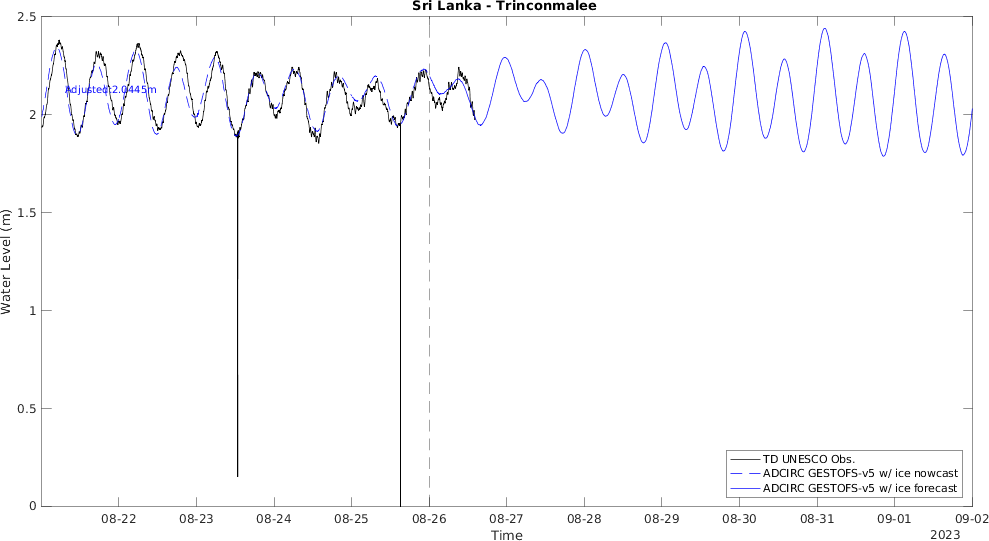 Sri Lanka - Trinconmalee
2.5
2
1.5
1
0.5
0
Water Level (m)
Adjusted:2.0445m
TD UNESCO Obs.
ADCIRC GESTOFS-v5 w/ ice nowcast
ADCIRC GESTOFS-v5 w/ ice forecast
08-22 08-23 08-24 08-25 08-26 08-27 08-28 08-29 08-30 08-31 09-01 09-02
Time
2023